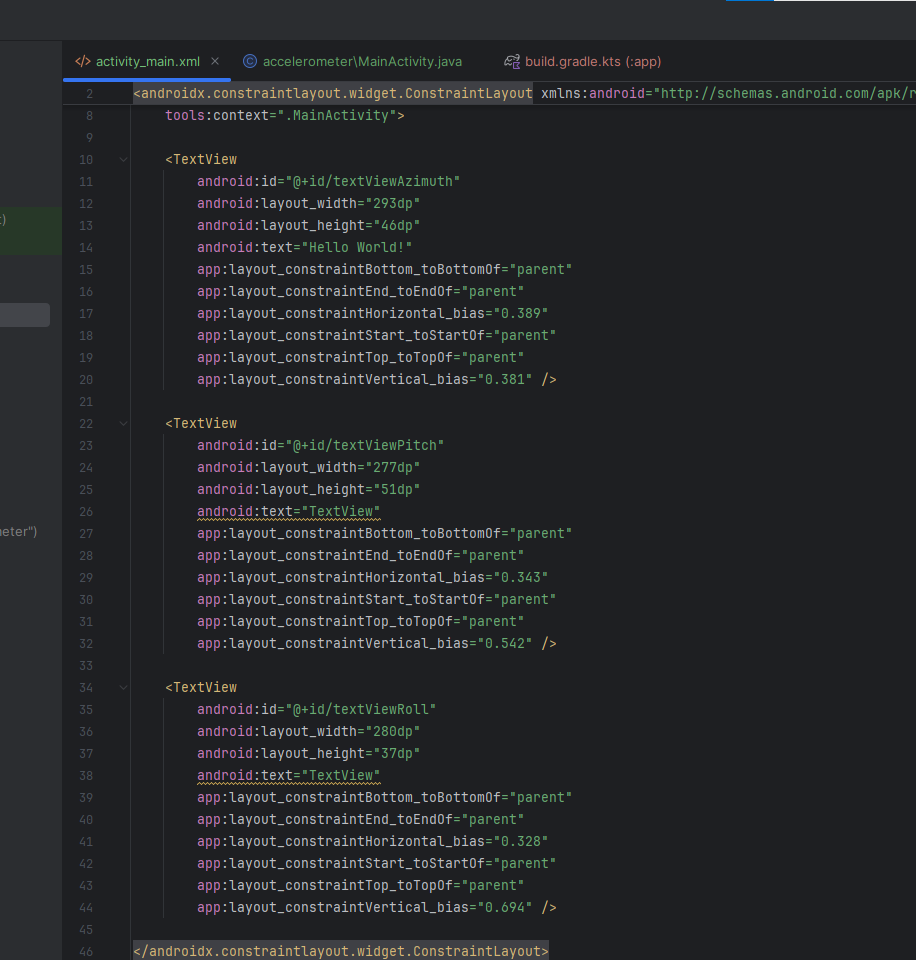 activity_main.xml
accelerometer\MainActivity.java
build.gradle.kts (:app)
2 <androidx.constraintlayout.widget.ConstraintLayout xmlns:android="http://schemas.android.com/apk/r
8 tools:context=".MainActivity">
9
10 <TextView
11 android:id="@+id/textViewAzimuth"
12 android:layout_width="293dp"
13 android:layout_height="46dp"
14 android:text="Hello World!"
15 app:layout_constraintBottom_toBottomOf="parent"
16 app:layout_constraintEnd_toEndOf="parent"
17 app:layout_constraintHorizontal_bias="0.389"
18 app:layout_constraintStart_toStartOf="parent"
19 app:layout_constraintTop_toTopOf="parent"
20 app:layout_constraintVertical_bias="0.381" />
21
22 <TextView
23 android:id="@+id/textViewPitch"
24 android:layout_width="277dp"
25 android:layout_height="51dp"
26 android:text="TextView"
27 app:layout_constraintBottom_toBottomOf="parent"
28 app:layout_constraintEnd_toEndOf="parent"
29 app:layout_constraintHorizontal_bias="0.343"
30 app:layout_constraintStart_toStartOf="parent"
31 app:layout_constraintTop_toTopOf="parent"
32 app:layout_constraintVertical_bias="0.542" />
33
34 <TextView
35 android:id="@+id/textViewRoll"
36 android:layout_width="280dp"
37 android:layout_height="37dp"
38 android:text="TextView"
39 app:layout_constraintBottom_toBottomOf="parent"
40 app:layout_constraintEnd_toEndOf="parent"
41 app:layout_constraintHorizontal_bias="0.328"
42 app:layout_constraintStart_toStartOf="parent"
43 app:layout_constraintTop_toTopOf="parent"
44 app:layout_constraintVertical_bias="0.694" />
45
46 </androidx.constraintlayout.widget.ConstraintLayout>
eter")